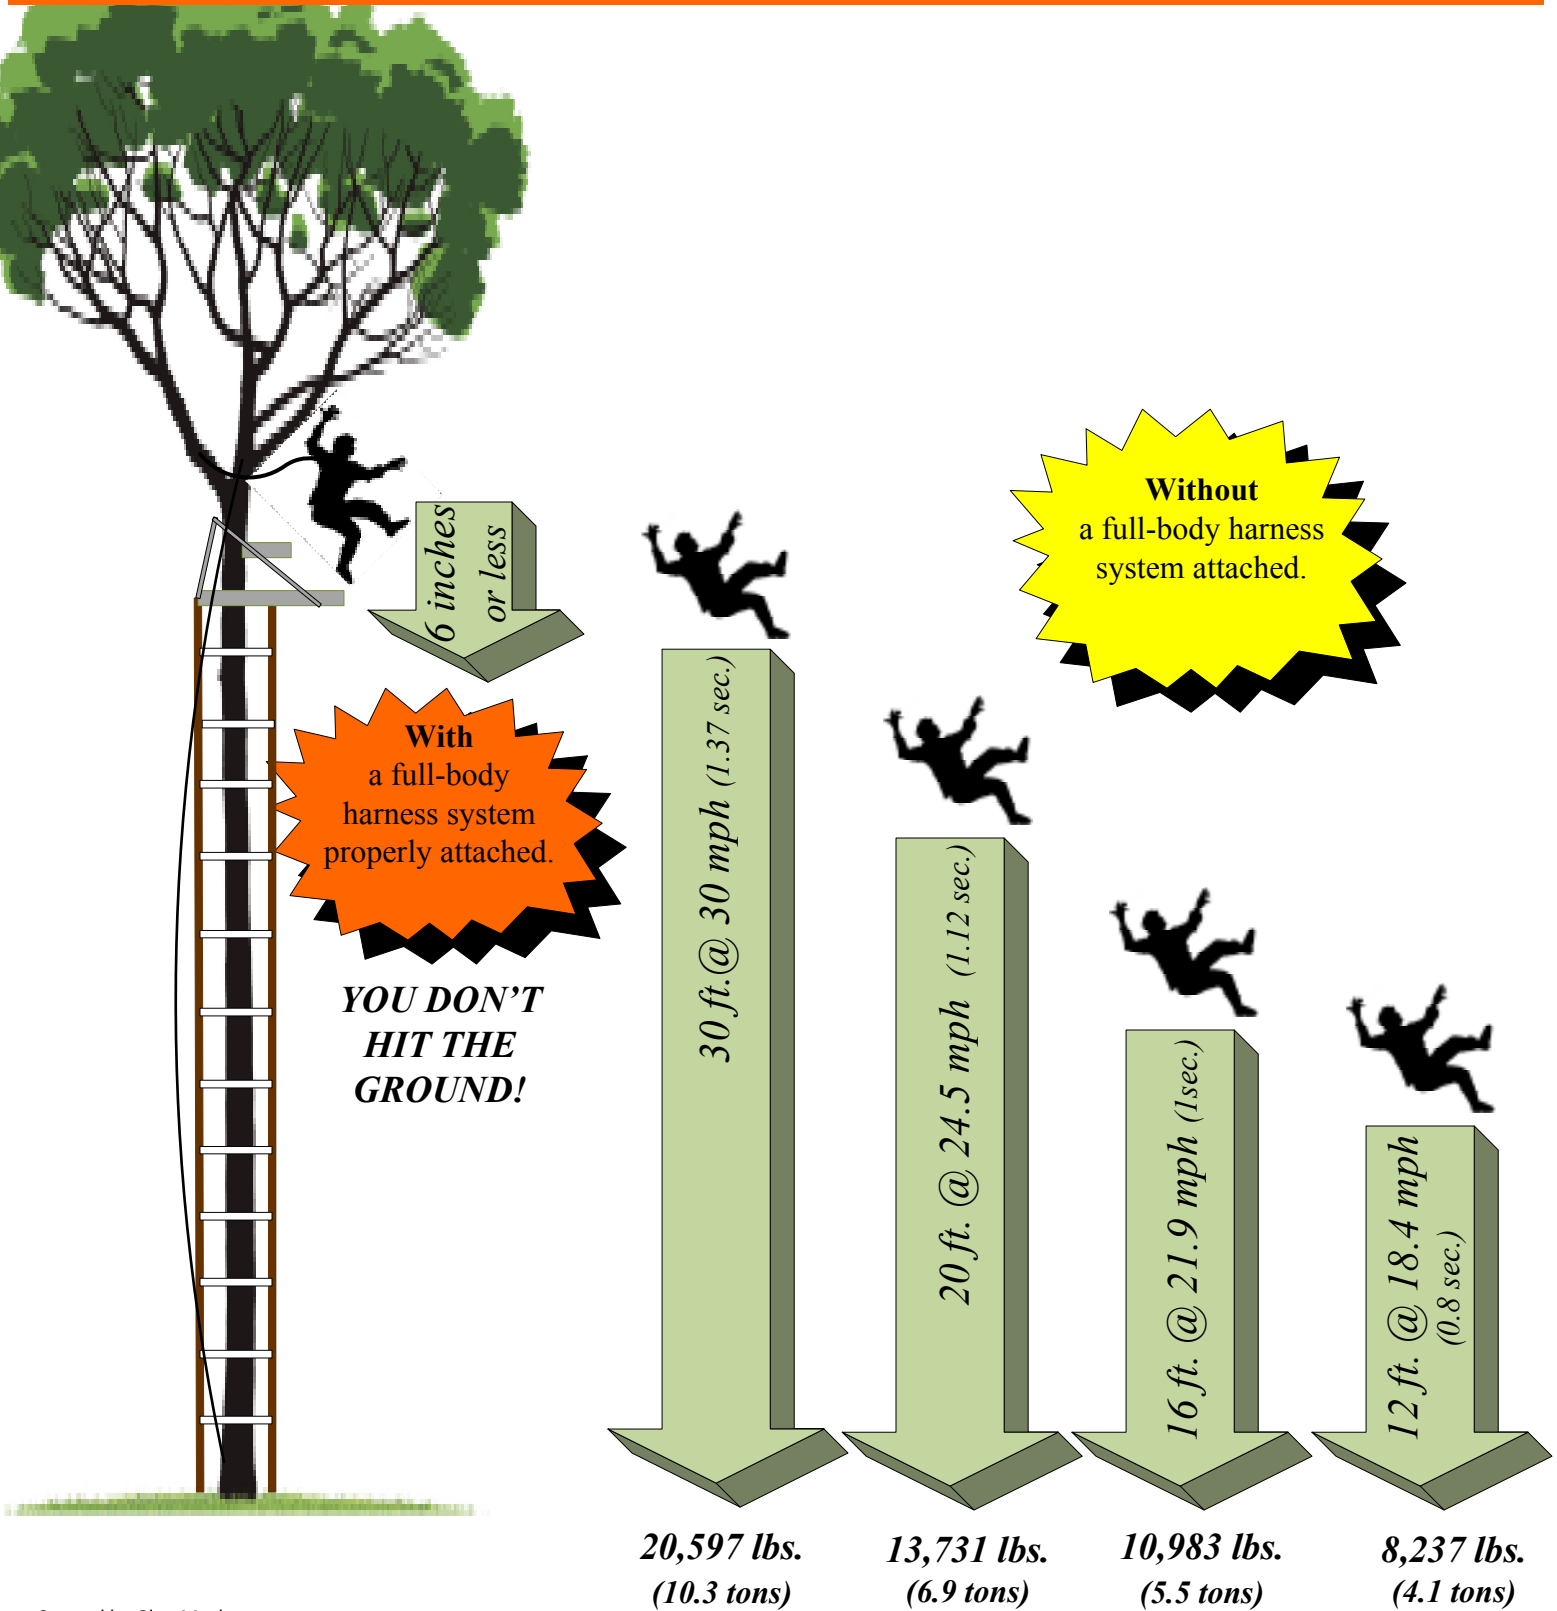 6 inches
or less
With
a full-body
harness system
properly attached.
YOU DON’T
HIT THE
GROUND!
Without
a full-body harness
system attached.
30 ft.@ 30 mph (1.37 sec.)
20 ft. @ 24.5 mph (1.12 sec.)
16 ft. @ 21.9 mph (1sec.)
12 ft. @ 18.4 mph
(0.8 sec.)
20,597 lbs.
(10.3 tons)
13,731 lbs.
(6.9 tons)
10,983 lbs.
(5.5 tons)
8,237 lbs.
(4.1 tons)